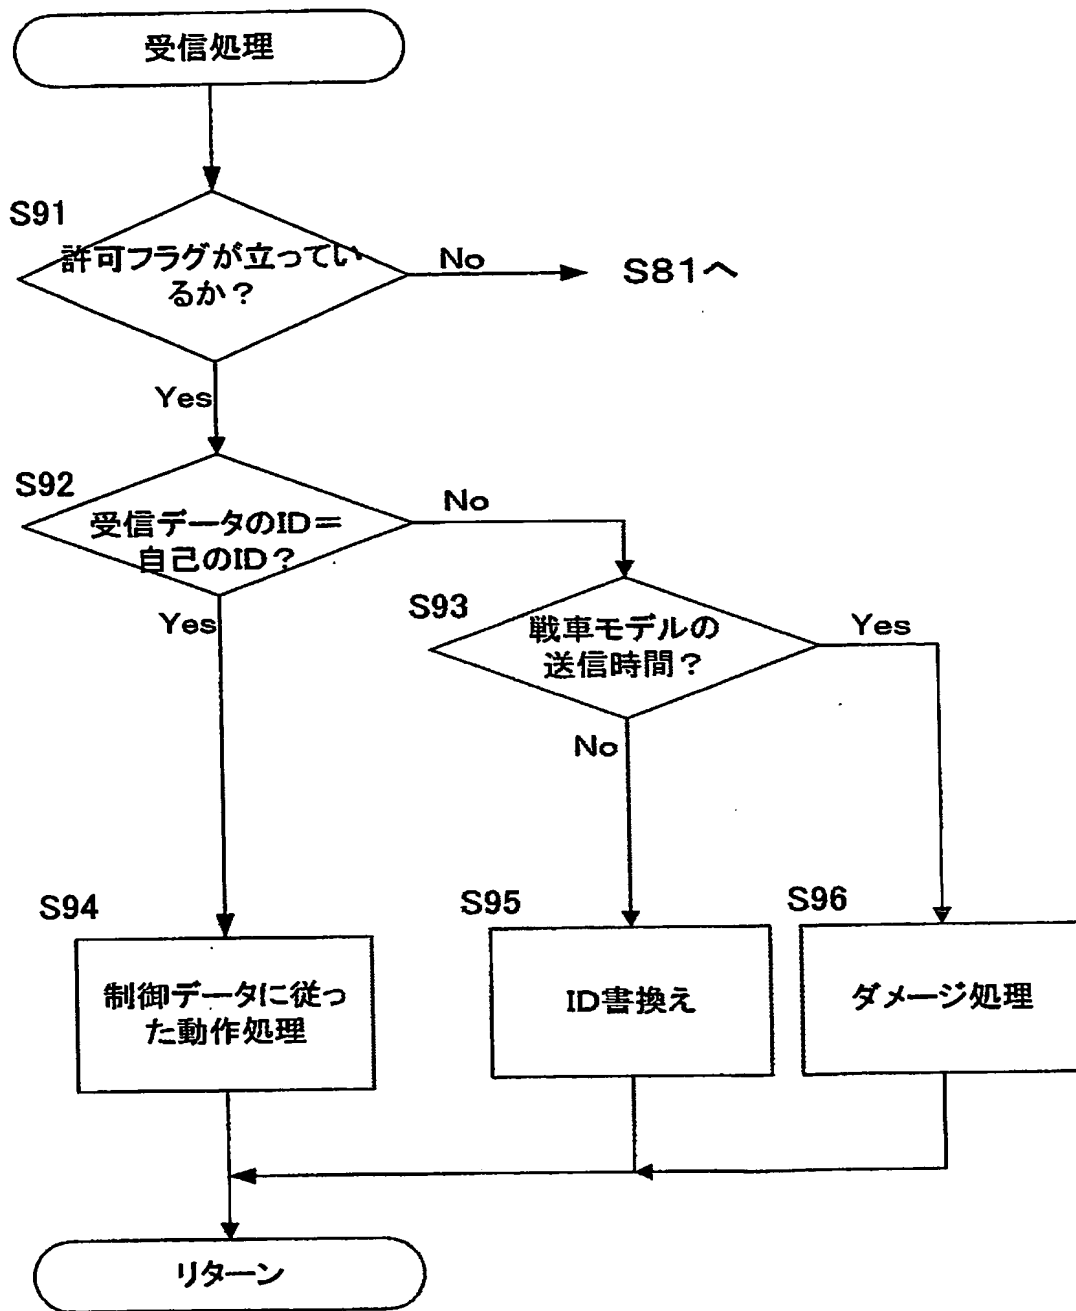 受信処理
S91
許可フラグが立ってい
るか？
No
S81へ
Yes
S92
受信データのID＝
自己のID？
No
Yes
S93
戦車モデルの
送信時間？
Yes
No
S94
制御データに従っ
た動作処理
S95
ID書換え
S96
ダメージ処理
リターン